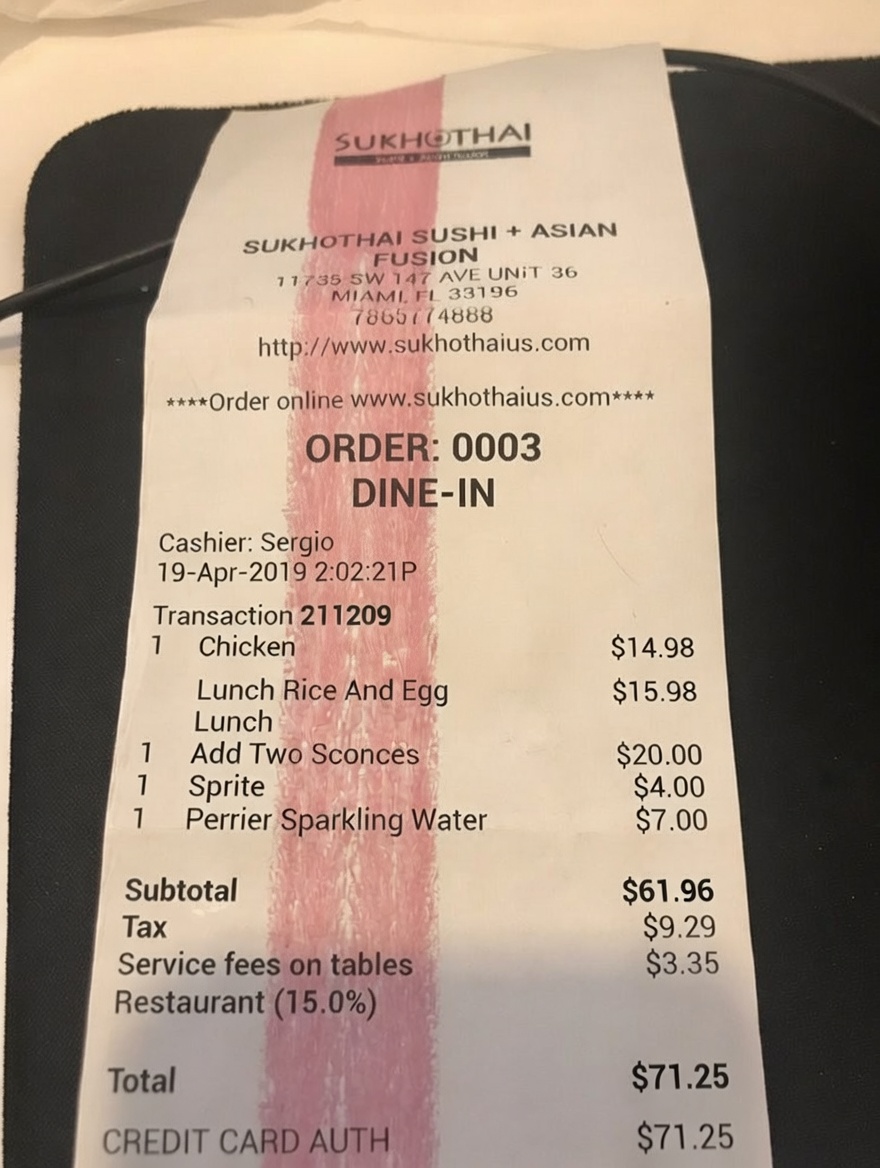 SUKHOTHAI
SUKHOTHAI SUSHI + ASIAN
FUSION
11735 SW 147 AVE UNiT 36
MIAMI, FL 33196
7865774888
http://www.sukhothaius.com
****Order online www.sukhothaius.com****
ORDER: 0003
DINE-IN
Cashier: Sergio
19-Apr-2019 2:02:21P
Transaction 211209
1 Chicken $14.98
Lunch Rice And Egg $15.98
Lunch
1 Add Two Sconces $20.00
1 Sprite $4.00
1 Perrier Sparkling Water $7.00
Subtotal $61.96
Tax $9.29
Service fees on tables $3.35
Restaurant (15.0%)
Total $71.25
CREDIT CARD AUTH $71.25